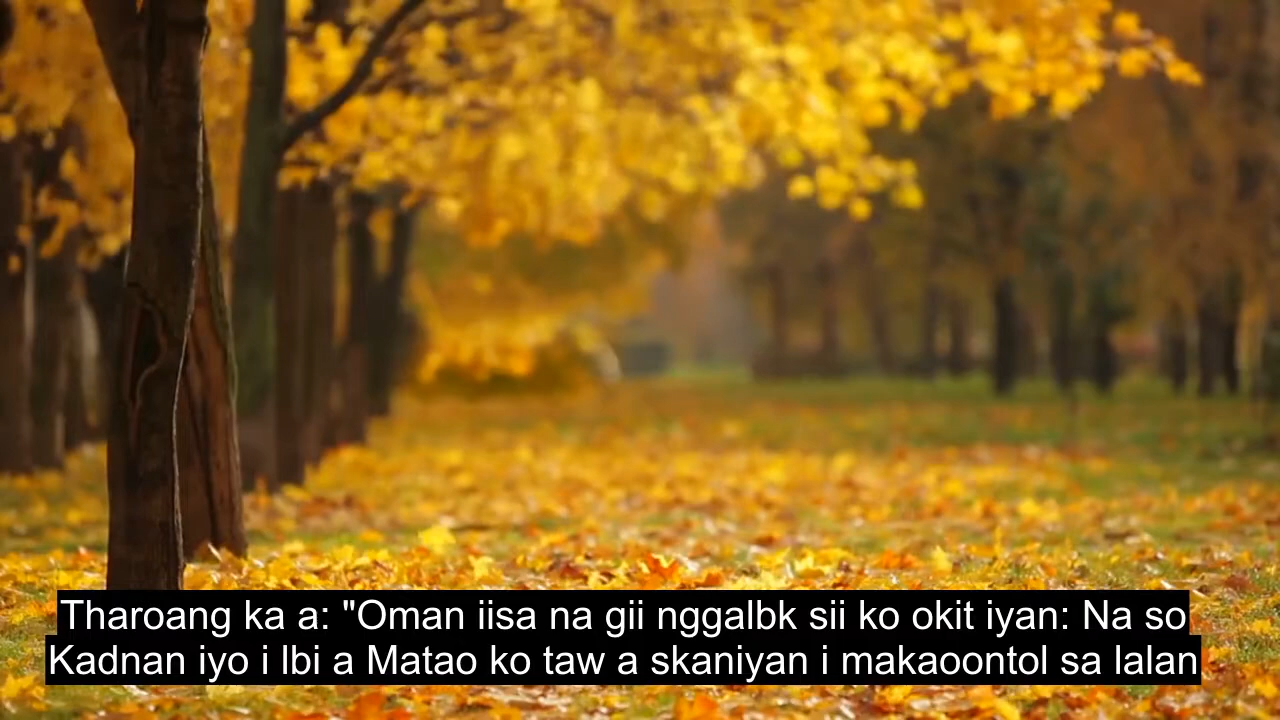 Tharoang ka a: "Oman iisa na gii nggalbk sii ko okit iyan: Na so
Kadnan iyo i lbi a Matao ko taw a skaniyan i makaoontol sa lalan